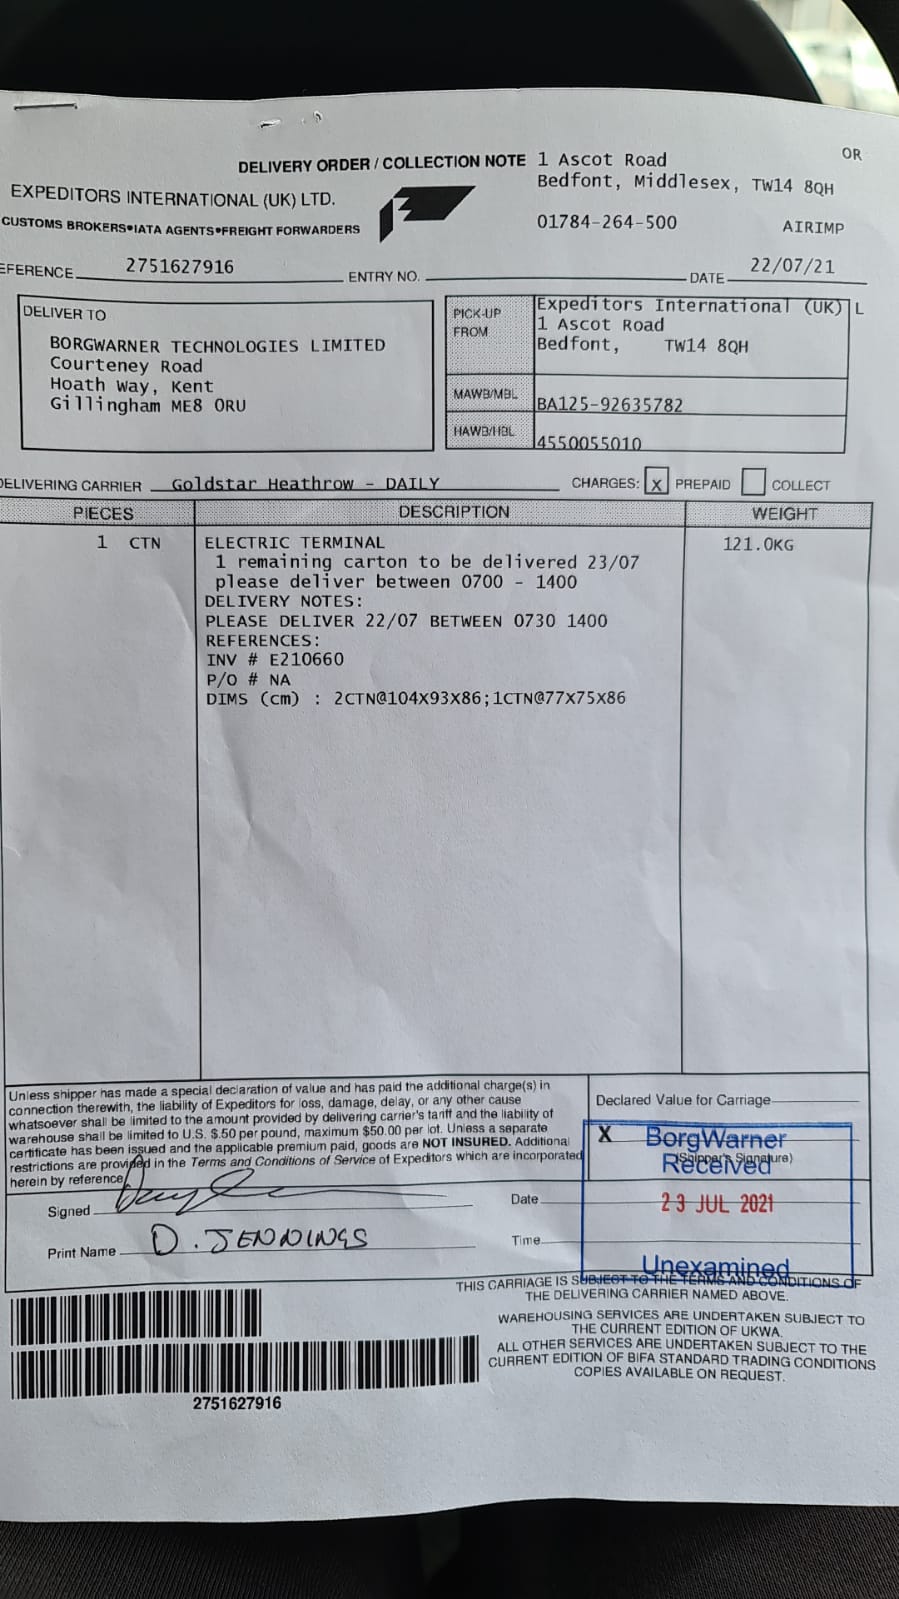 DELIVERY ORDER / COLLECTION NOTE 1 Ascot Road OR
Bedfont, Middlesex, TW14 8QH
EXPEDITORS INTERNATIONAL (UK) LTD.
CUSTOMS BROKERS•IATA AGENTS•FREIGHT FORWARDERS
01784-264-500 AIRIMP
EFERENCE 2751627916 ENTRY NO. DATE 22/07/21
DELIVER TO
BORGWARNER TECHNOLOGIES LIMITED
Courteney Road
Hoath Way, Kent
Gillingham ME8 0RU
PICK-UP FROM
Expeditors International (UK) L
1 Ascot Road
Bedfont, TW14 8QH
MAWB/MBL BA125-92635782
HAWB/HBL 4550055010
DELIVERING CARRIER Goldstar Heathrow - DAILY CHARGES: X PREPAID COLLECT
PIECES DESCRIPTION WEIGHT
1 CTN ELECTRIC TERMINAL 121.0KG
1 remaining carton to be delivered 23/07
please deliver between 0700 - 1400
DELIVERY NOTES:
PLEASE DELIVER 22/07 BETWEEN 0730 1400
REFERENCES:
INV # E210660
P/O # NA
DIMS (cm) : 2CTN@104X93X86;1CTN@77X75X86
Unless shipper has made a special declaration of value and has paid the additional charge(s) in
connection therewith, the liability of Expeditors for loss, damage, delay, or any other cause
whatsoever shall be limited to the amount provided by delivering carrier's tariff and the liability of
warehouse shall be limited to U.S. $.50 per pound, maximum $50.00 per lot. Unless a separate
certificate has been issued and the applicable premium paid, goods are NOT INSURED. Additional
restrictions are provided in the Terms and Conditions of Service of Expeditors which are incorporated
herein by reference
Declared Value for Carriage
X BorgWarner
Received
(Shipper's Signature)
Signed
Date 23 JUL 2021
Print Name D. JENNINGS
Time
Unexamined
THIS CARRIAGE IS SUBJECT TO THE TERMS AND CONDITIONS OF
THE DELIVERING CARRIER NAMED ABOVE.
WAREHOUSING SERVICES ARE UNDERTAKEN SUBJECT TO
THE CURRENT EDITION OF UKWA.
ALL OTHER SERVICES ARE UNDERTAKEN SUBJECT TO THE
CURRENT EDITION OF BIFA STANDARD TRADING CONDITIONS
COPIES AVAILABLE ON REQUEST.
2751627916